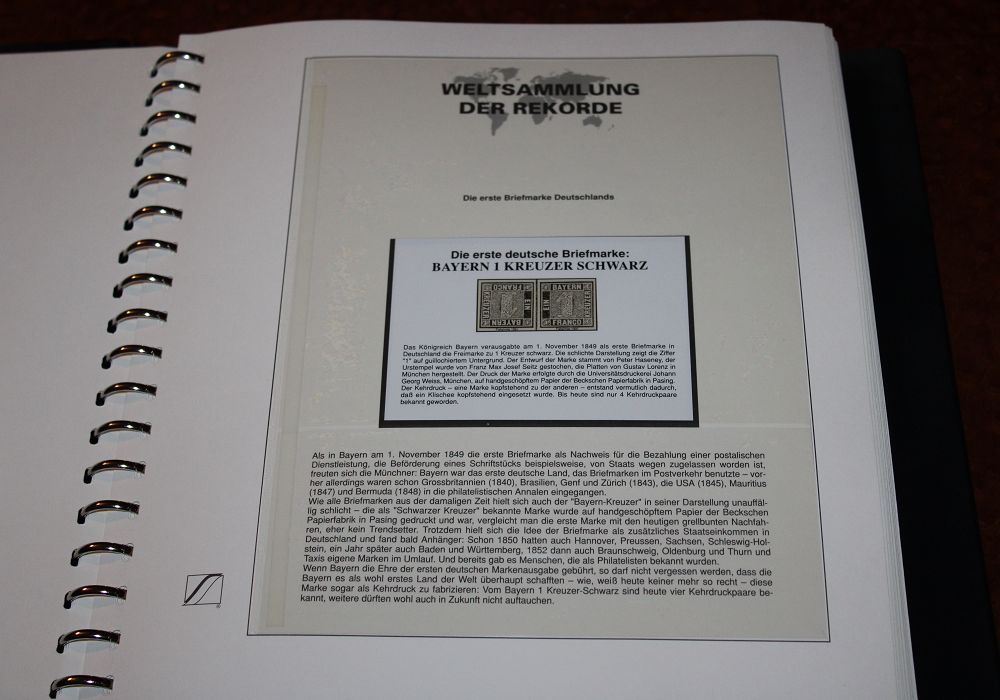 WELTSAMMLUNG
DER REKORDE
Die erste Briefmarke Deutschlands
Die erste deutsche Briefmarke:
BAYERN 1 KREUZER SCHWARZ
FRANCO
KREUZER
EIN
BAYERN
BAYERN
EIN
KREUZER
FRANCO
Das Königreich Bayern verausgabte am 1. November 1849 als erste Briefmarke in
Deutschland die Freimarke zu 1 Kreuzer schwarz. Die schlichte Darstellung zeigt die Ziffer
"1" auf guillochiertem Untergrund. Der Entwurf der Marke stammt von Peter Haseney, der
Urstempel wurde von Franz Max Josef Seitz gestochen, die Platten von Gustav Lorenz in
München hergestellt. Der Druck der Marke erfolgte durch die Universitätsdruckerei Johann
Georg Weiss, München, auf handgeschöpftem Papier der Beckschen Papierfabrik in Pasing.
Der Kehrdruck – eine Marke kopfstehend zu der anderen – entstand vermutlich dadurch,
daß ein Klischee kopfstehend eingesetzt wurde. Bis heute sind nur 4 Kehrdruckpaare
bekannt geworden.
Als in Bayern am 1. November 1849 die erste Briefmarke als Nachweis für die Bezahlung einer postalischen
Dienstleistung, die Beförderung eines Schriftstücks beispielsweise, von Staats wegen zugelassen worden ist,
freuten sich die Münchner: Bayern war das erste deutsche Land, das Briefmarken im Postverkehr benutzte – vor-
her allerdings waren schon Grossbritannien (1840), Brasilien, Genf und Zürich (1843), die USA (1845), Mauritius
(1847) und Bermuda (1848) in die philatelistischen Annalen eingegangen.
Wie alle Briefmarken aus der damaligen Zeit hielt sich auch der "Bayern-Kreuzer" in seiner Darstellung unauffäl-
lig schlicht – die als "Schwarzer Kreuzer" bekannte Marke wurde auf handgeschöpftem Papier der Beckschen
Papierfabrik in Pasing gedruckt und war, vergleicht man die erste Marke mit den heutigen grellbunten Nachfah-
ren, eher kein Trendsetter. Trotzdem hielt sich die Idee der Briefmarke als zusätzliches Staatseinkommen in
Deutschland und fand bald Anhänger: Schon 1850 hatten auch Hannover, Preussen, Sachsen, Schleswig-Hol-
stein, ein Jahr später auch Baden und Württemberg, 1852 dann auch Braunschweig, Oldenburg und Thurn und
Taxis eigene Marken im Umlauf. Und bereits gab es Menschen, die als Philatelisten bekannt wurden.
Wenn Bayern die Ehre der ersten deutschen Markenausgabe gebührt, so darf nicht vergessen werden, dass die
Bayern es als wohl erstes Land der Welt überhaupt schafften – wie, weiß heute keiner mehr so recht – diese
Marke sogar als Kehrdruck zu fabrizieren: Vom Bayern 1 Kreuzer-Schwarz sind heute vier Kehrdruckpaare be-
kannt, weitere dürften wohl auch in Zukunft nicht auftauchen.